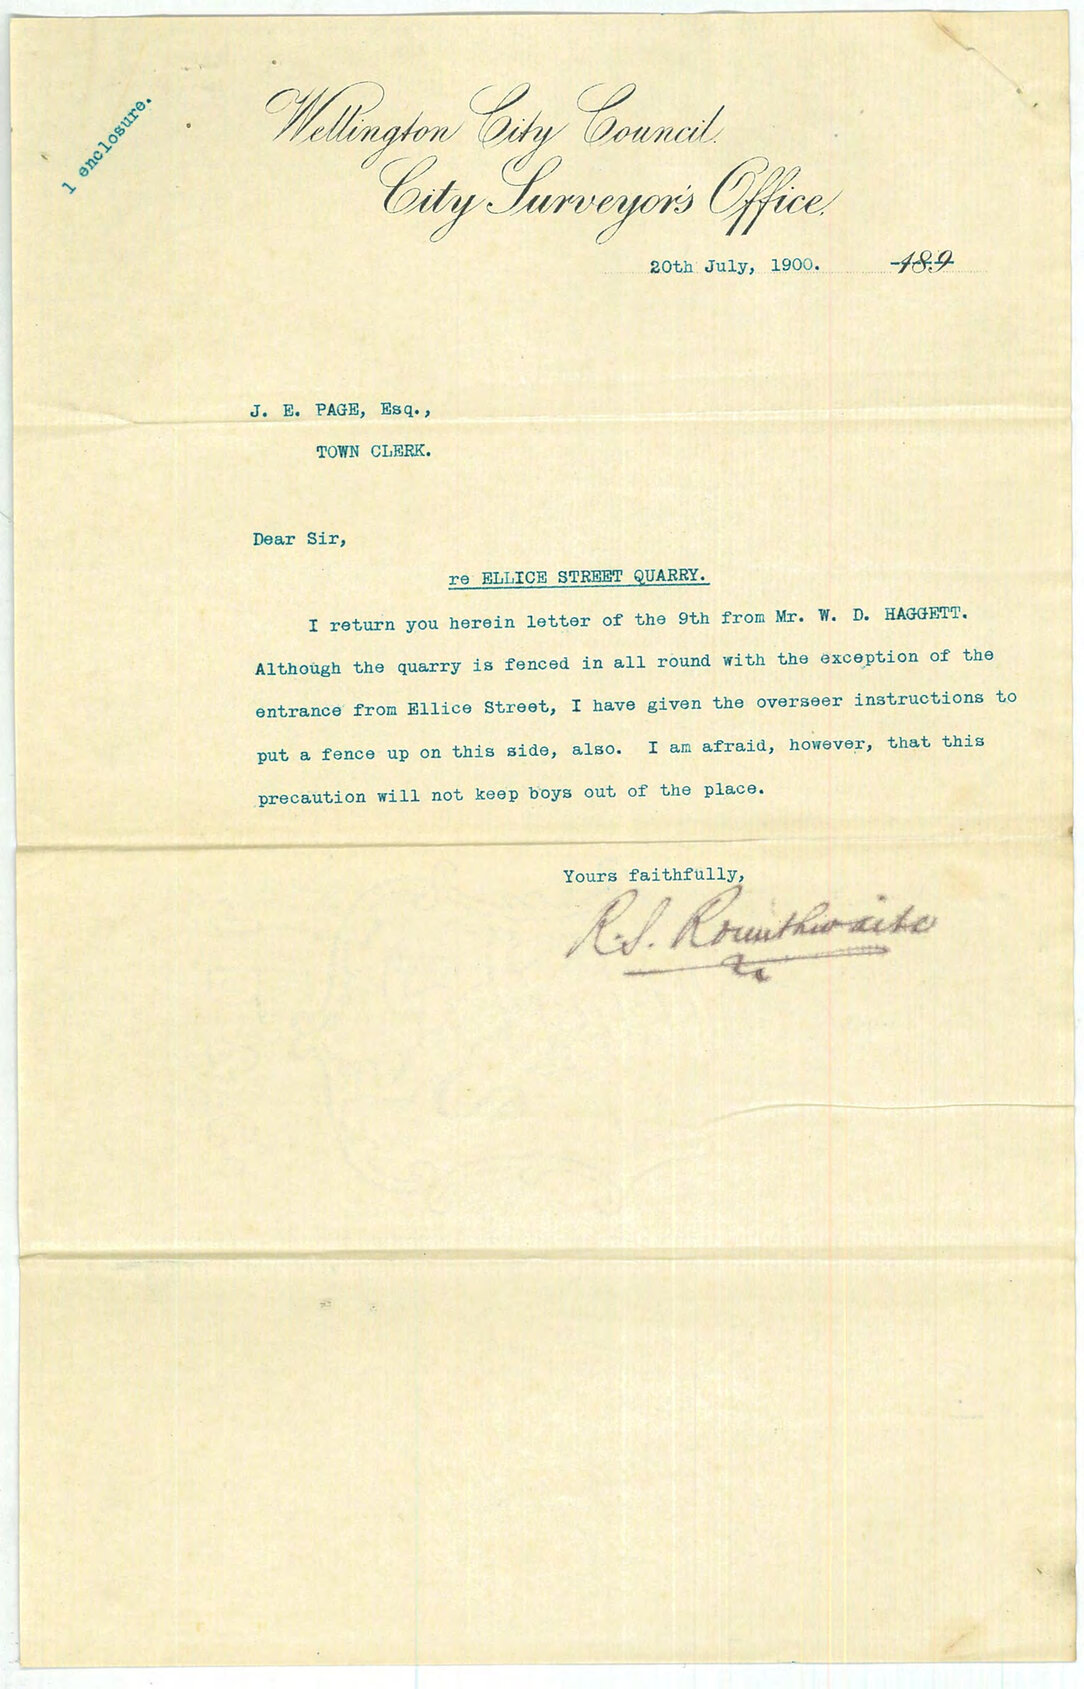 1 enclosure.
Wellington City Council.
City Surveyor's Office.
20th July, 1900. 189
J. E. PAGE, Esq.,
TOWN CLERK.
Dear Sir,
re ELLICE STREET QUARRY.
I return you herein letter of the 9th from Mr. W. D. HAGGETT.
Although the quarry is fenced in all round with the exception of the
entrance from Ellice Street, I have given the overseer instructions to
put a fence up on this side, also. I am afraid, however, that this
precaution will not keep boys out of the place.
Yours faithfully,
R. S. Rounthwaite